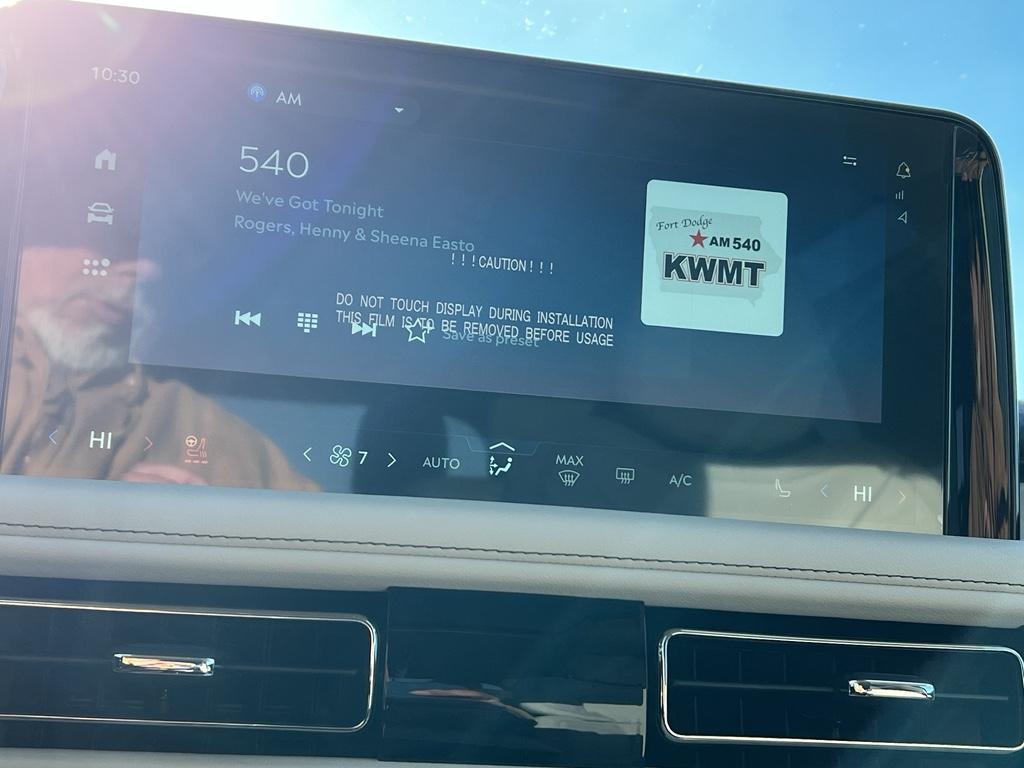 10:30
AM
540
We've Got Tonight
Rogers, Henny & Sheena Easto
!!!CAUTION!!!
DO NOT TOUCH DISPLAY DURING INSTALLATION
THIS FILM IS TO BE REMOVED BEFORE USAGE
Save as preset
Fort Dodge
AM 540
KWMT
HI
7
AUTO
MAX
A/C
HI